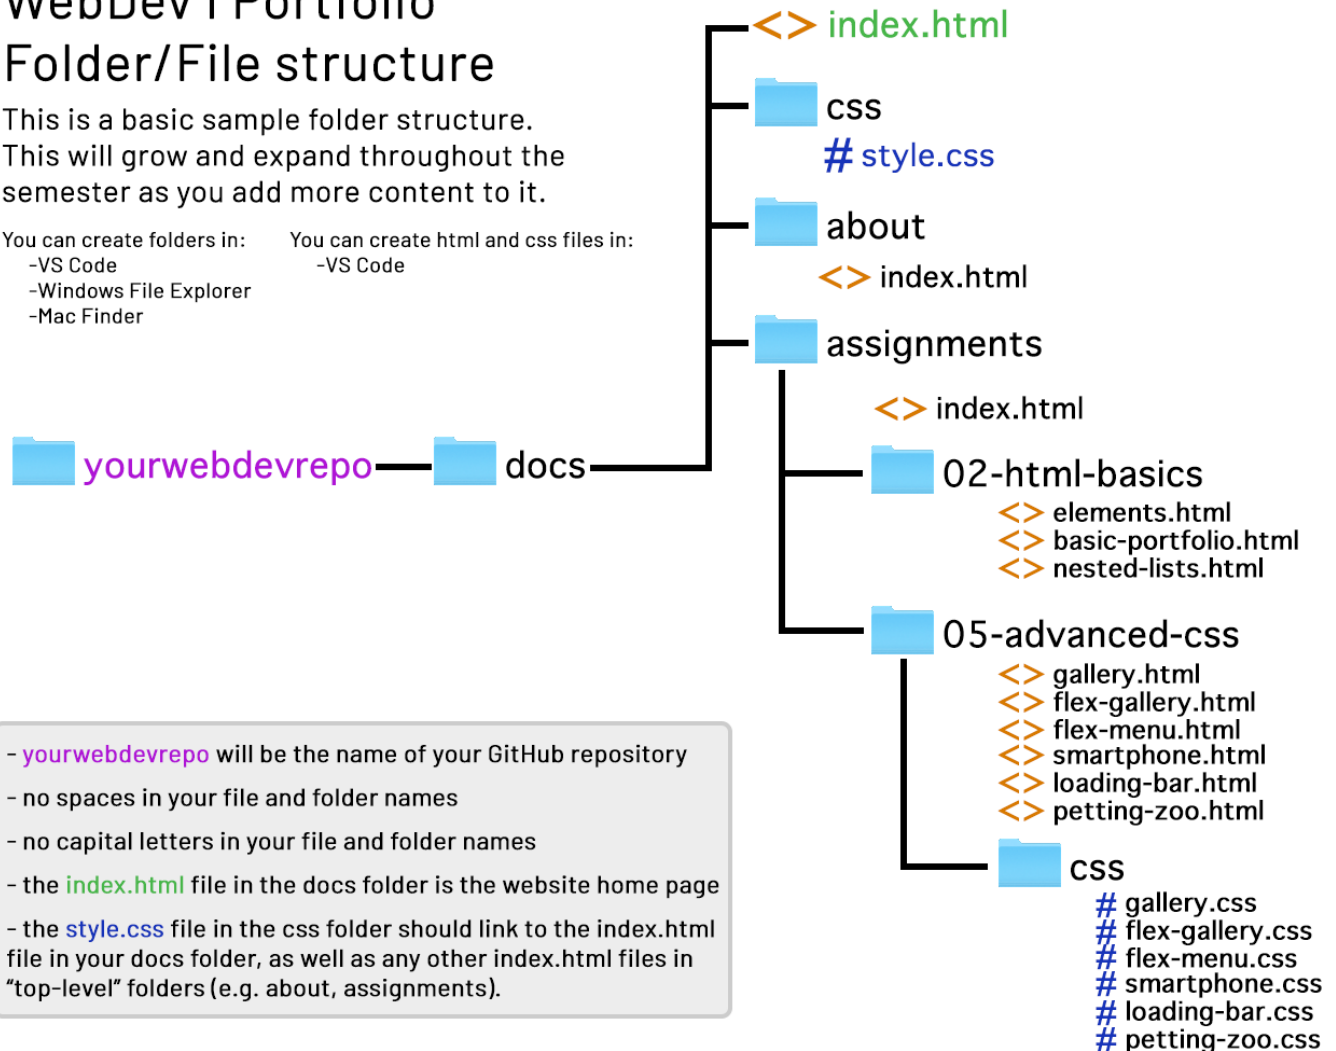 WebDev I Portfolio
Folder/File structure
This is a basic sample folder structure.
This will grow and expand throughout the
semester as you add more content to it.
You can create folders in:
-VS Code
-Windows File Explorer
-Mac Finder
You can create html and css files in:
-VS Code
yourwebdevrepo
docs
<> index.html
css
# style.css
about
<> index.html
assignments
<> index.html
02-html-basics
<> elements.html
<> basic-portfolio.html
<> nested-lists.html
05-advanced-css
<> gallery.html
<> flex-gallery.html
<> flex-menu.html
<> smartphone.html
<> loading-bar.html
<> petting-zoo.html
css
# gallery.css
# flex-gallery.css
# flex-menu.css
# smartphone.css
# loading-bar.css
# petting-zoo.css
- yourwebdevrepo will be the name of your GitHub repository
- no spaces in your file and folder names
- no capital letters in your file and folder names
- the index.html file in the docs folder is the website home page
- the style.css file in the css folder should link to the index.html
file in your docs folder, as well as any other index.html files in
“top-level” folders (e.g. about, assignments).